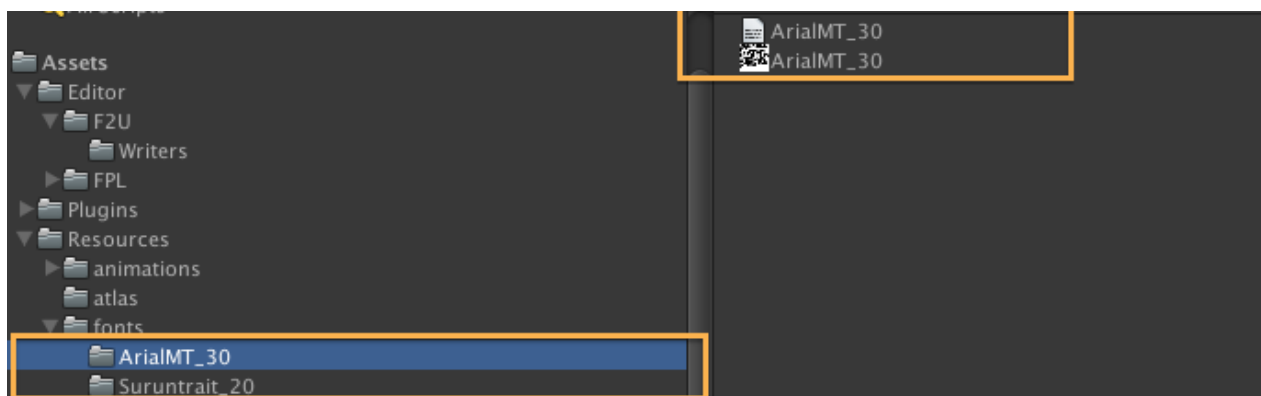 Assets
Editor
F2U
Writers
FPL
Plugins
Resources
animations
atlas
fonts
ArialMT_30
Suruntrait_20
ArialMT_30
ArialMT_30